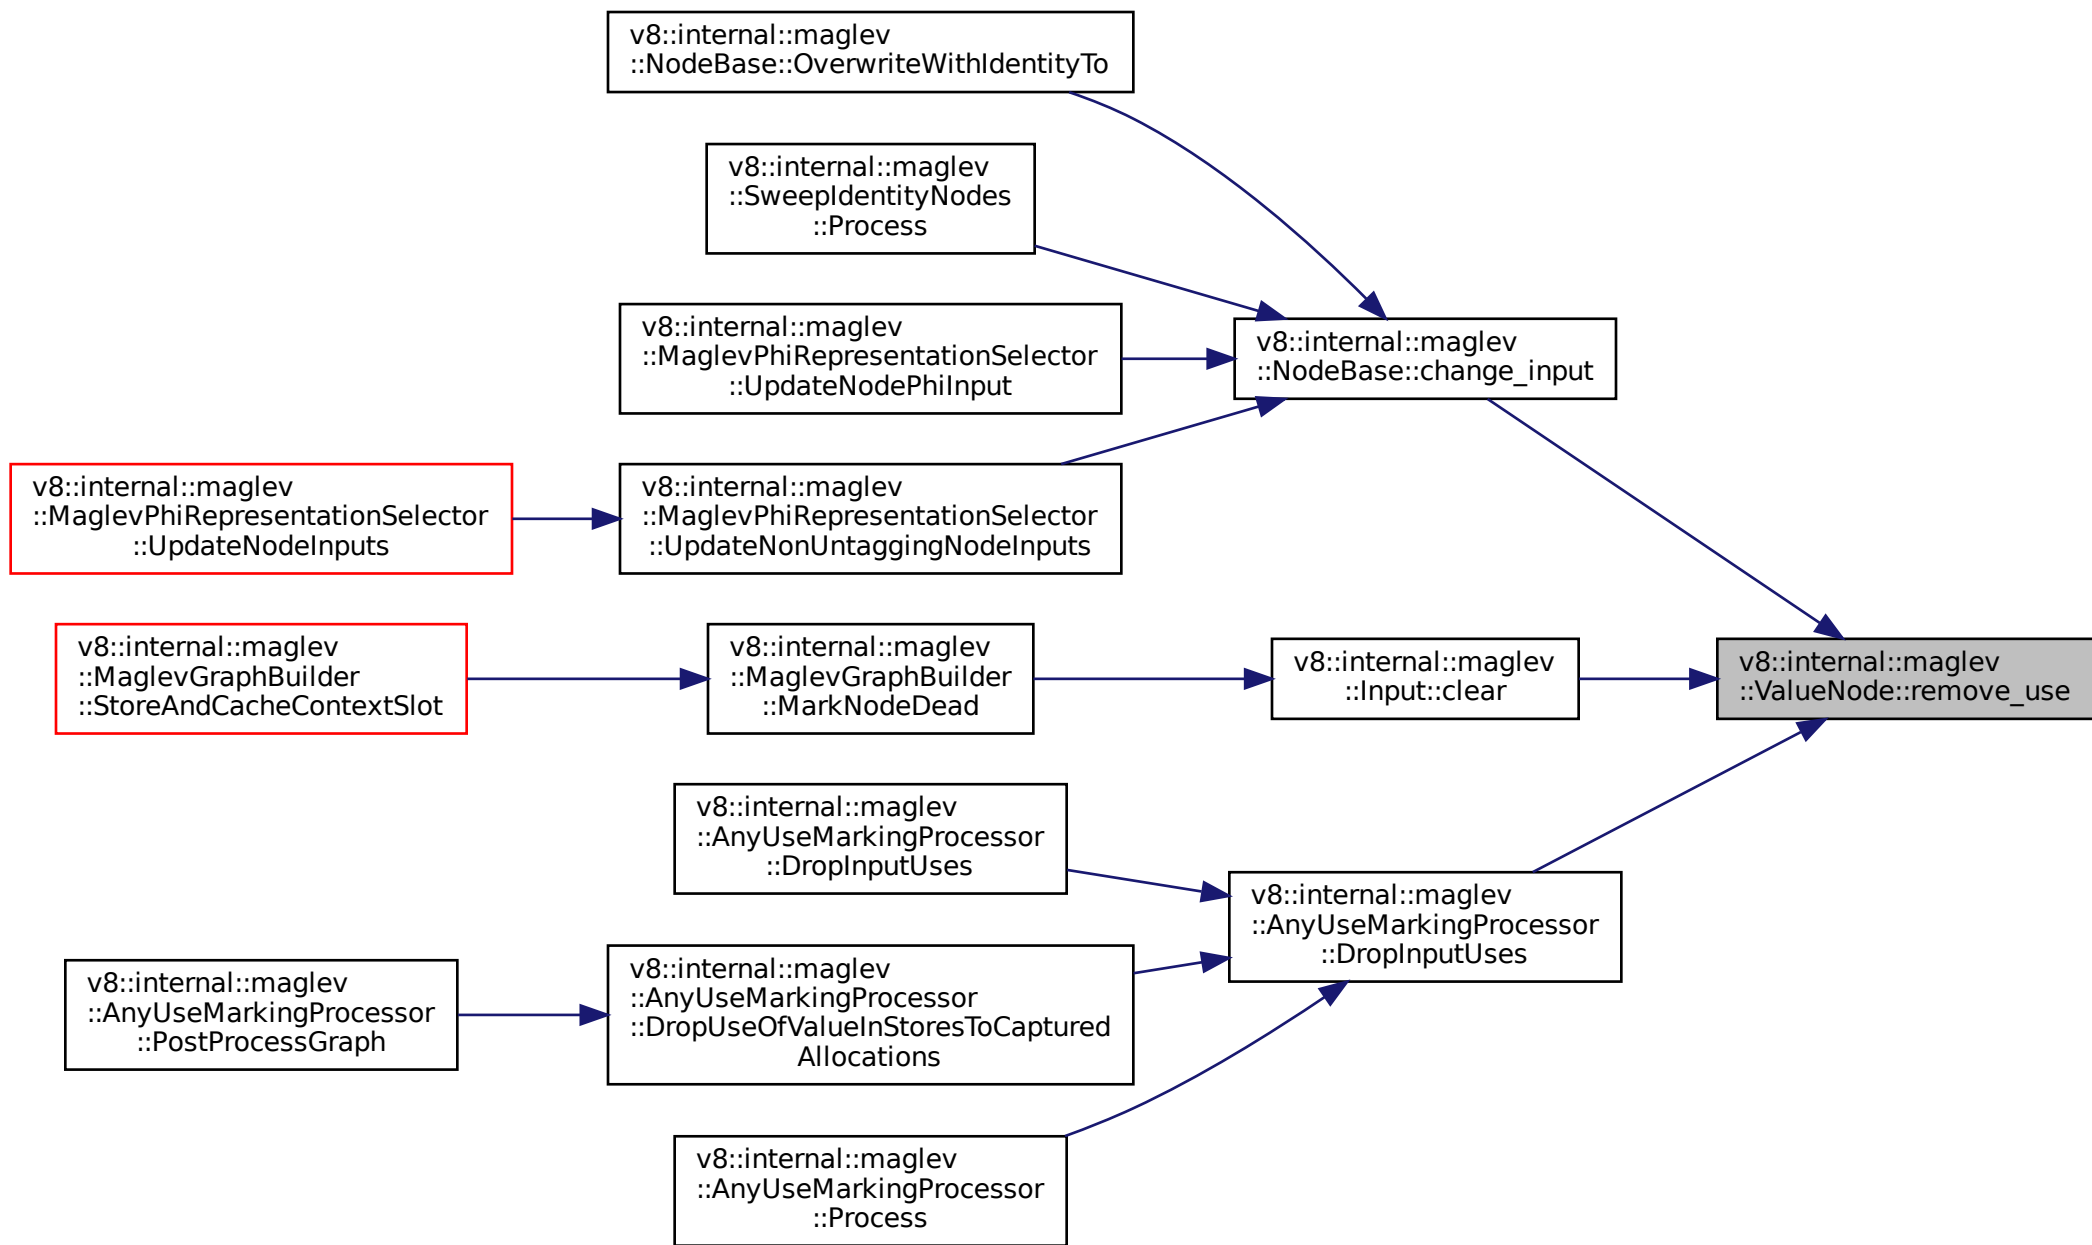 v8::internal::maglev
::NodeBase::OverwriteWithIdentityTo
v8::internal::maglev
::SweepIdentityNodes
::Process
v8::internal::maglev
::MaglevPhiRepresentationSelector
::UpdateNodePhiInput
v8::internal::maglev
::NodeBase::change_input
v8::internal::maglev
::MaglevPhiRepresentationSelector
::UpdateNodeInputs
v8::internal::maglev
::MaglevPhiRepresentationSelector
::UpdateNonUntaggingNodeInputs
v8::internal::maglev
::MaglevGraphBuilder
::StoreAndCacheContextSlot
v8::internal::maglev
::MaglevGraphBuilder
::MarkNodeDead
v8::internal::maglev
::Input::clear
v8::internal::maglev
::ValueNode::remove_use
v8::internal::maglev
::AnyUseMarkingProcessor
::DropInputUses
v8::internal::maglev
::AnyUseMarkingProcessor
::DropInputUses
v8::internal::maglev
::AnyUseMarkingProcessor
::PostProcessGraph
v8::internal::maglev
::AnyUseMarkingProcessor
::DropUseOfValueInStoresToCaptured
Allocations
v8::internal::maglev
::AnyUseMarkingProcessor
::Process